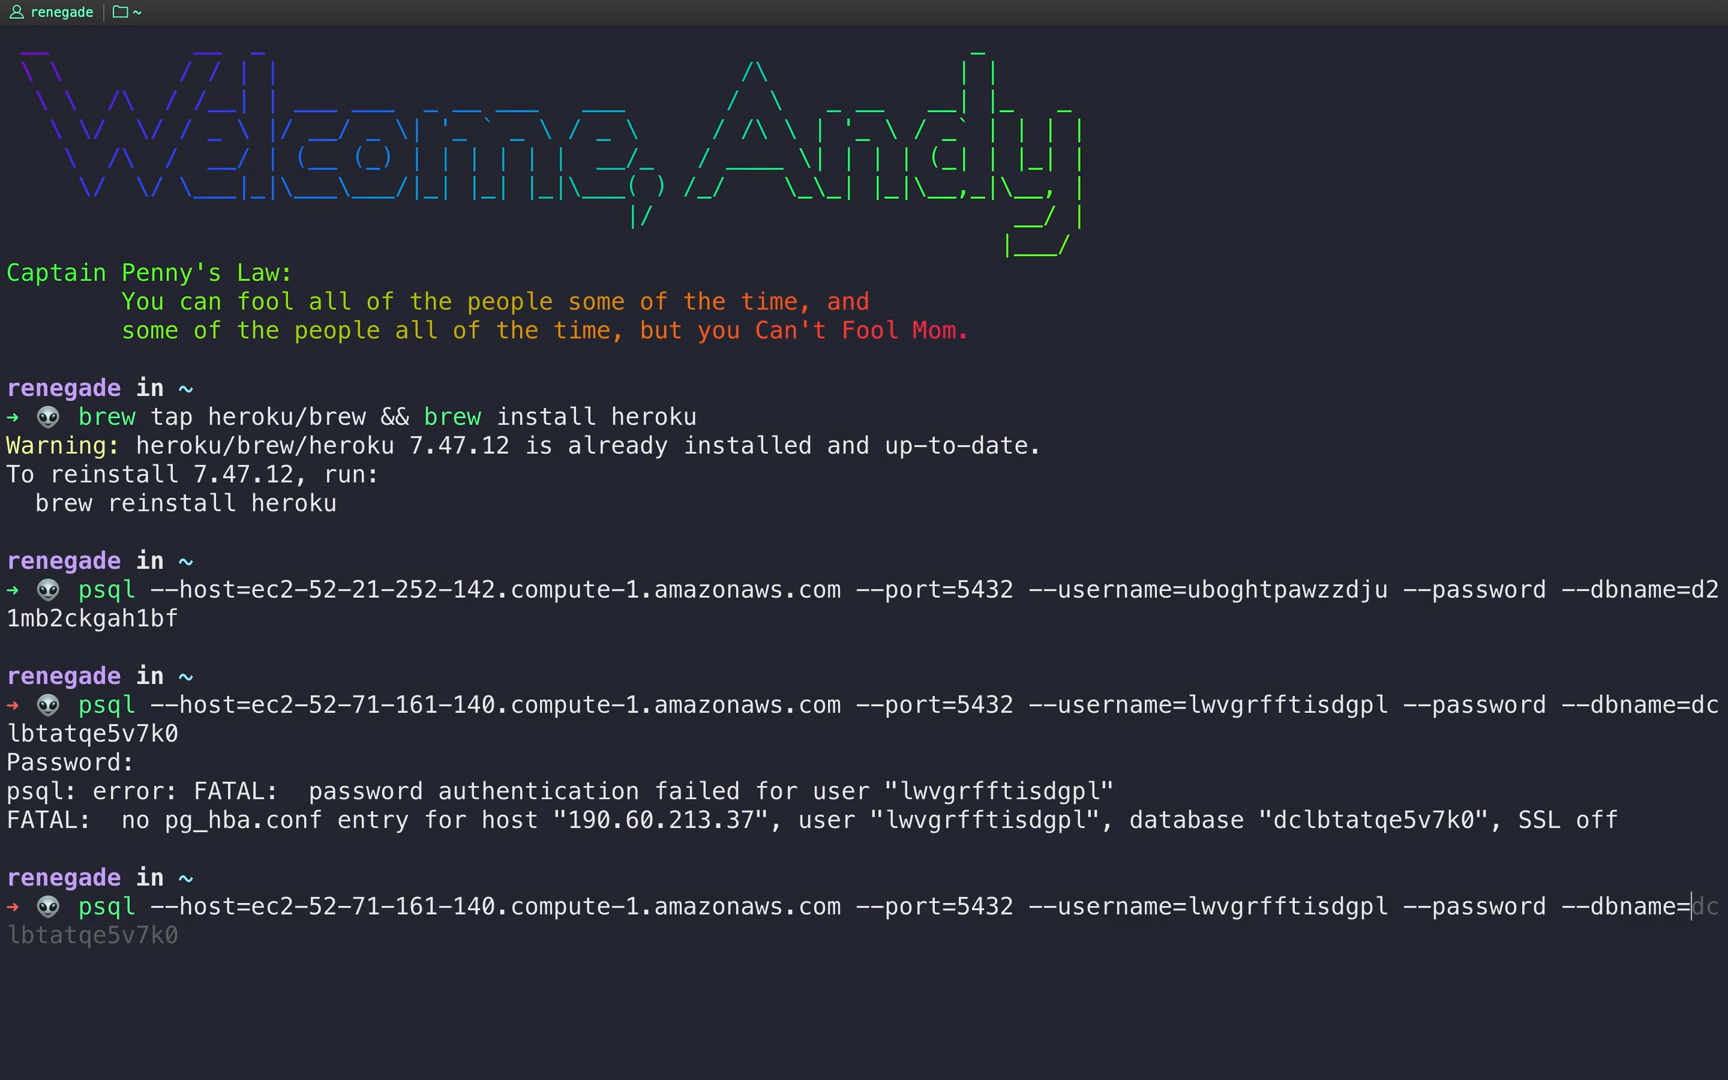 renegade ~
Welcome, Andy
Captain Penny's Law:
You can fool all of the people some of the time, and
some of the people all of the time, but you Can't Fool Mom.
renegade in ~
→ 👽 brew tap heroku/brew && brew install heroku
Warning: heroku/brew/heroku 7.47.12 is already installed and up-to-date.
To reinstall 7.47.12, run:
brew reinstall heroku
renegade in ~
→ 👽 psql --host=ec2-52-21-252-142.compute-1.amazonaws.com --port=5432 --username=uboghtpawzzdju --password --dbname=d2
1mb2ckgah1bf
renegade in ~
→ 👽 psql --host=ec2-52-71-161-140.compute-1.amazonaws.com --port=5432 --username=lwvgrfftisdgpl --password --dbname=dc
lbtatqe5v7k0
Password:
psql: error: FATAL:  password authentication failed for user "lwvgrfftisdgpl"
FATAL:  no pg_hba.conf entry for host "190.60.213.37", user "lwvgrfftisdgpl", database "dclbtatqe5v7k0", SSL off
renegade in ~
→ 👽 psql --host=ec2-52-71-161-140.compute-1.amazonaws.com --port=5432 --username=lwvgrfftisdgpl --password --dbname=dc
lbtatqe5v7k0